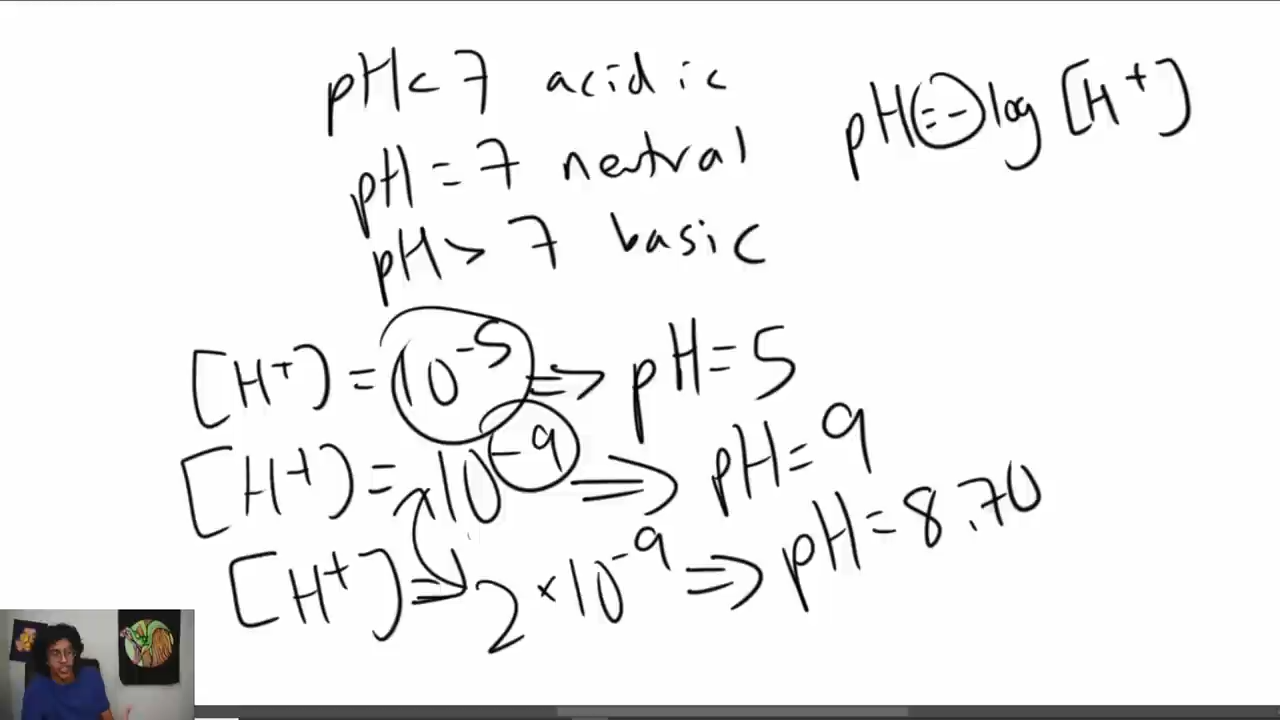 pH < 7 acidic
pH = 7 neutral
pH > 7 basic
pH = - log [H⁺]
[H⁺] = 10⁻⁵ ⇒ pH = 5
[H⁺] = 10⁻⁹ ⇒ pH = 9
[H⁺] = 2 × 10⁻⁹ ⇒ pH = 8.70